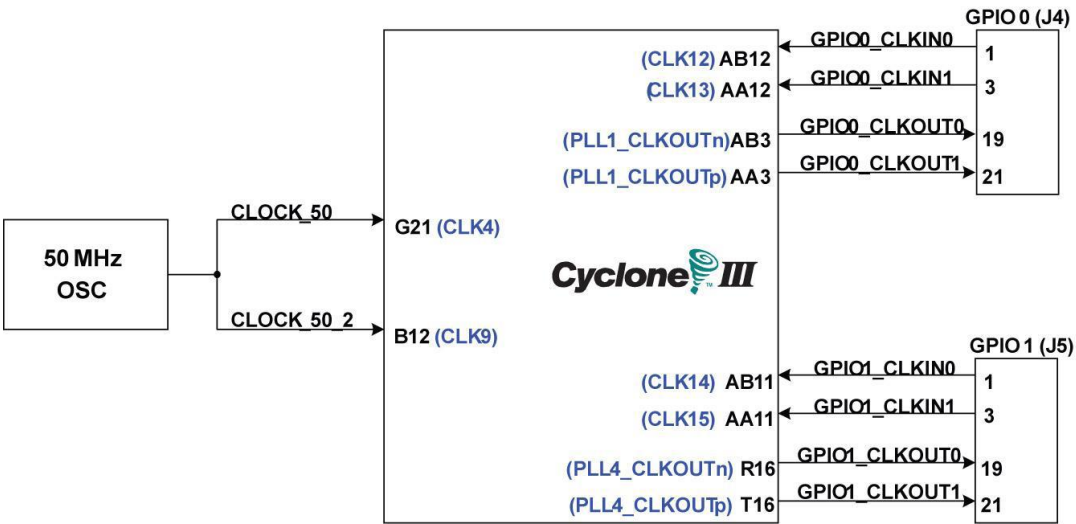 GPIO 0 (J4)
(CLK12) AB12 GPIO0_CLKIN0 1
(CLK13) AA12 GPIO0_CLKIN1 3
(PLL1_CLKOUTn)AB3 GPIO0_CLKOUT0 19
(PLL1_CLKOUTp) AA3 GPIO0_CLKOUT1 21
CLOCK_50
G21 (CLK4)
50 MHz
OSC
Cyclone III
TM
CLOCK_50_2
B12 (CLK9)
GPIO 1 (J5)
(CLK14) AB11 GPIO1_CLKIN0 1
(CLK15) AA11 GPIO1_CLKIN1 3
(PLL4_CLKOUTn) R16 GPIO1_CLKOUT0 19
(PLL4_CLKOUTp) T16 GPIO1_CLKOUT1 21